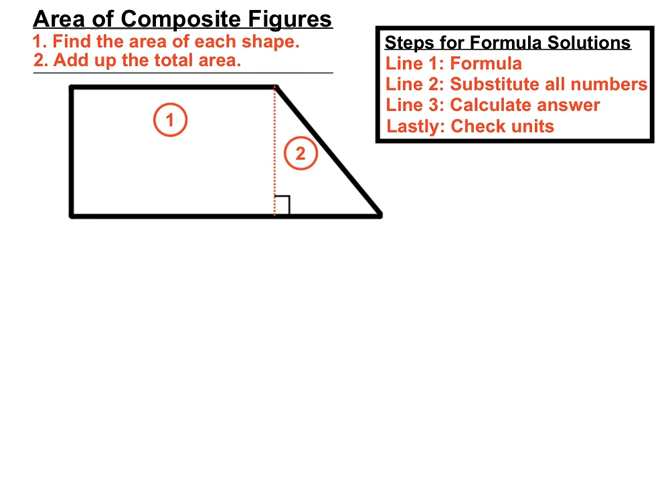 Area of Composite Figures
1. Find the area of each shape.
2. Add up the total area.
Steps for Formula Solutions
Line 1: Formula
Line 2: Substitute all numbers
Line 3: Calculate answer
Lastly: Check units
1
2